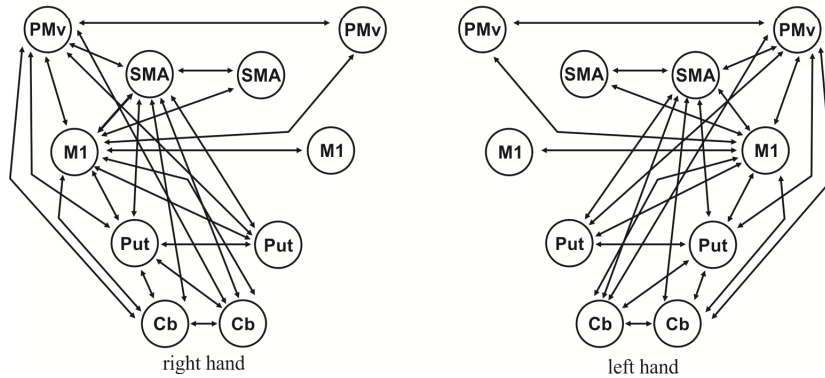 PMv PMv PMv PMv
SMA SMA SMA SMA
M1 M1 M1 M1
Put Put Put Put
Cb Cb Cb Cb
right hand left hand